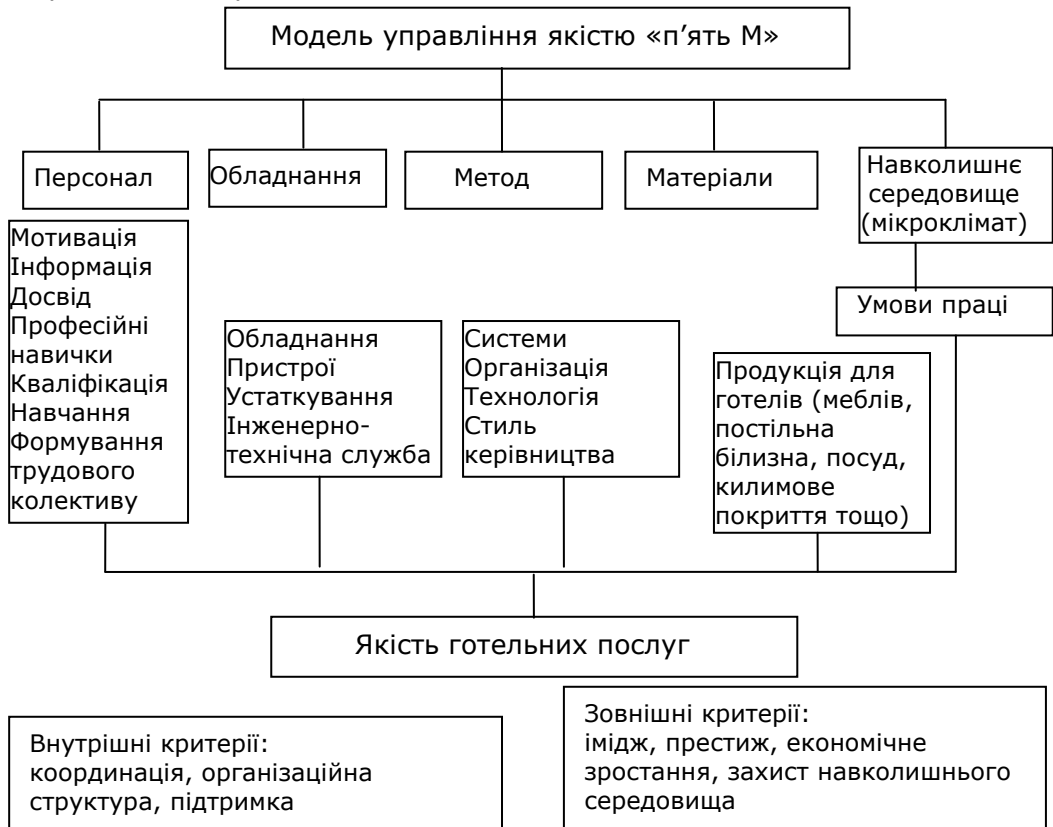 Модель управління якістю «п’ять М»
Персонал
Обладнання
Метод
Матеріали
Навколишнє
середовище
(мікроклімат)
Мотивація
Інформація
Досвід
Професійні
навички
Кваліфікація
Навчання
Формування
трудового
колективу
Обладнання
Пристрої
Устаткування
Інженерно-
технічна служба
Системи
Організація
Технологія
Стиль
керівництва
Продукція для
готелів (меблів,
постільна
білизна, посуд,
килимове
покриття тощо)
Умови праці
Якість готельних послуг
Внутрішні критерії:
координація, організаційна
структура, підтримка
Зовнішні критерії:
імідж, престиж, економічне
зростання, захист навколишнього
середовища